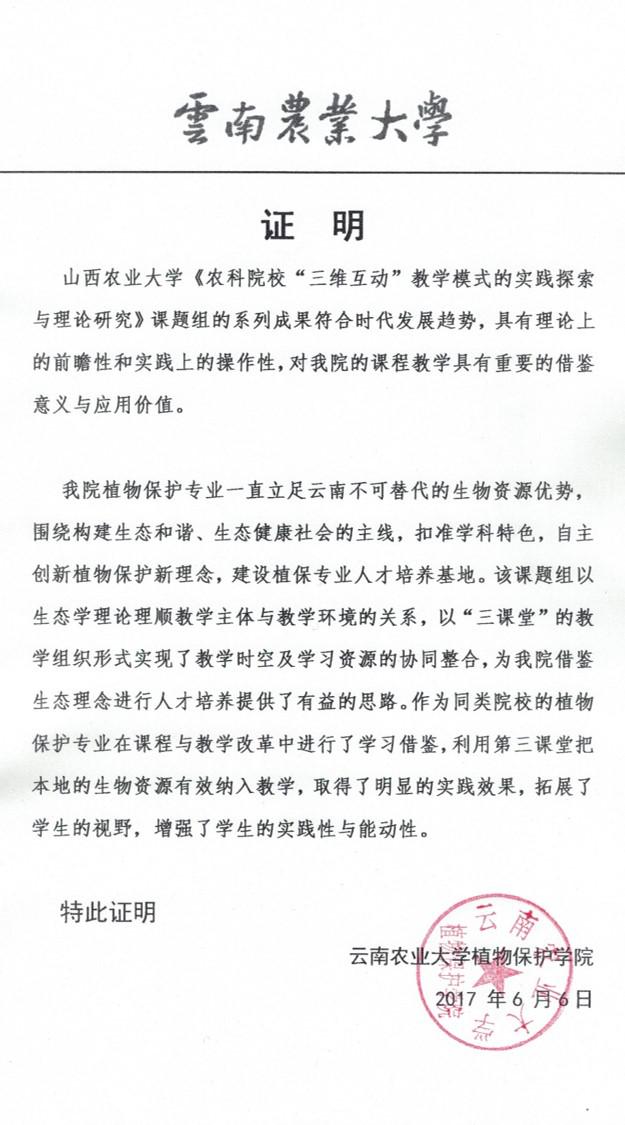 雲南農業大學
证 明
山西农业大学《农科院校“三维互动”教学模式的实践探索
与理论研究》课题组的系列成果符合时代发展趋势，具有理论上
的前瞻性和实践上的操作性，对我院的课程教学具有重要的借鉴
意义与应用价值。
我院植物保护专业一直立足云南不可替代的生物资源优势，
围绕构建生态和谐、生态健康社会的主线，扣准学科特色，自主
创新植物保护新理念，建设植保专业人才培养基地。该课题组以
生态学理论理顺教学主体与教学环境的关系，以“三课堂”的教
学组织形式实现了教学时空及学习资源的协同整合，为我院借鉴
生态理念进行人才培养提供了有益的思路。作为同类院校的植物
保护专业在课程与教学改革中进行了学习借鉴，利用第三课堂把
本地的生物资源有效纳入教学，取得了明显的实践效果，拓展了
学生的视野，增强了学生的实践性与能动性。
特此证明
云南农业大学植物保护学院
2017 年 6 月 6 日
云南农业大学
植物保护学院